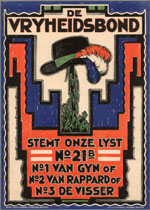 DE
VRYHEIDSBOND
STEMT ONZE LYST
No 21B
No 1 VAN GYN OF
No 2 VAN RAPPARD OF
No 3 DE VISSER